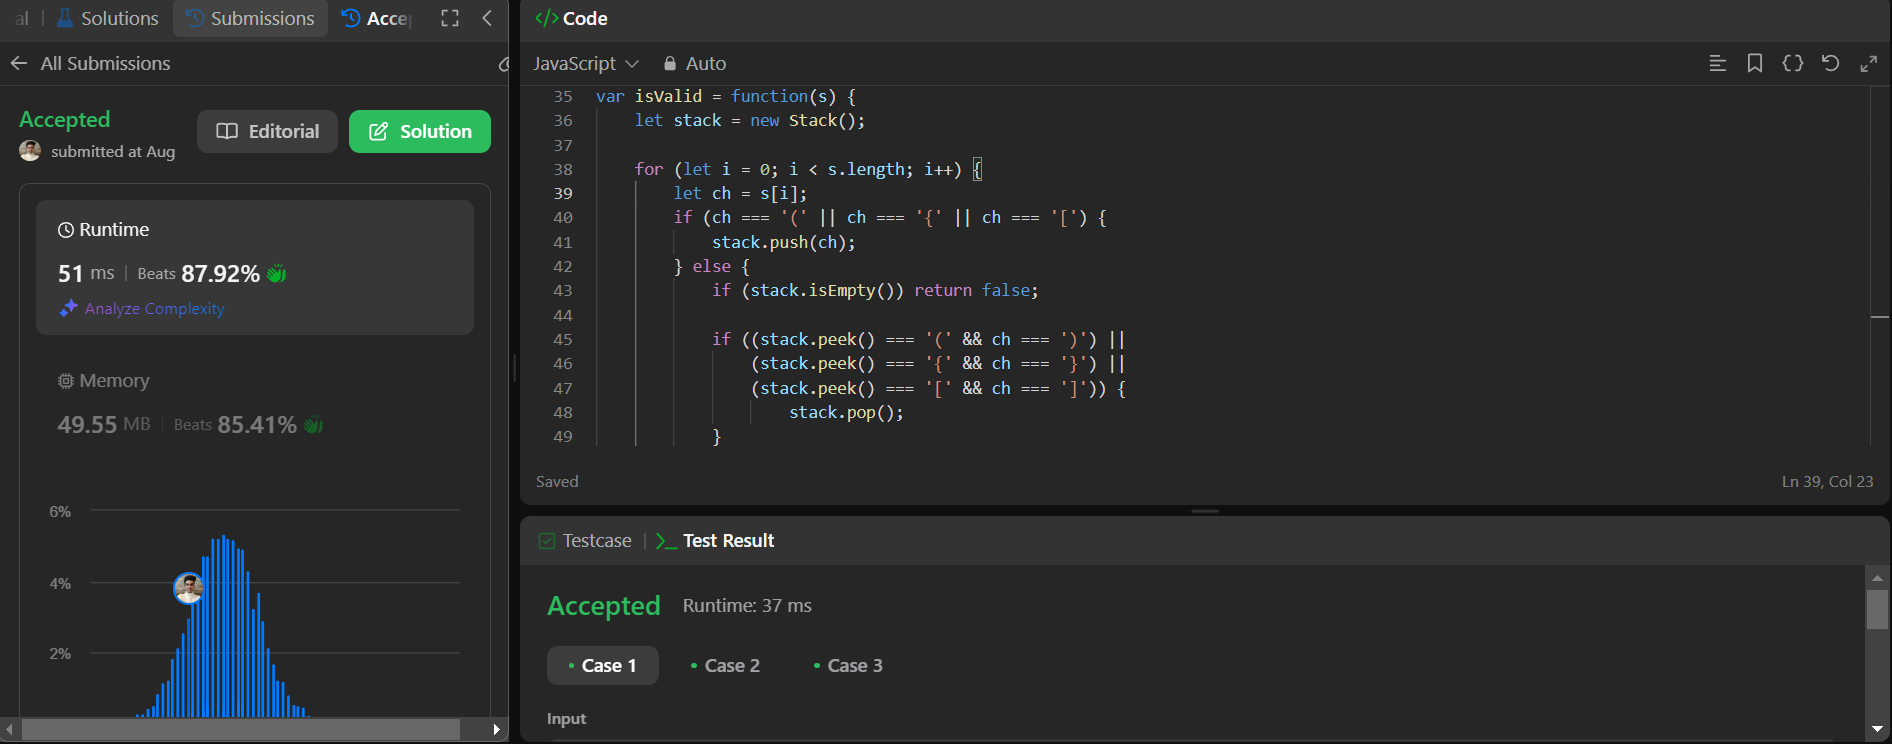 al | Solutions Submissions Acce
All Submissions
Accepted
submitted at Aug
Editorial
Solution
Runtime
51 ms | Beats 87.92%
Analyze Complexity
Memory
49.55 MB | Beats 85.41%
6%
4%
2%
</> Code
JavaScript Auto
35 var isValid = function(s) {
36     let stack = new Stack();
37
38     for (let i = 0; i < s.length; i++) {
39         let ch = s[i];
40         if (ch === '(' || ch === '{' || ch === '[') {
41             stack.push(ch);
42         } else {
43             if (stack.isEmpty()) return false;
44
45             if ((stack.peek() === '(' && ch === ')') ||
46                 (stack.peek() === '{' && ch === '}') ||
47                 (stack.peek() === '[' && ch === ']')) {
48                     stack.pop();
49             }
Saved
Ln 39, Col 23
Testcase | >_ Test Result
Accepted Runtime: 37 ms
• Case 1 • Case 2 • Case 3
Input